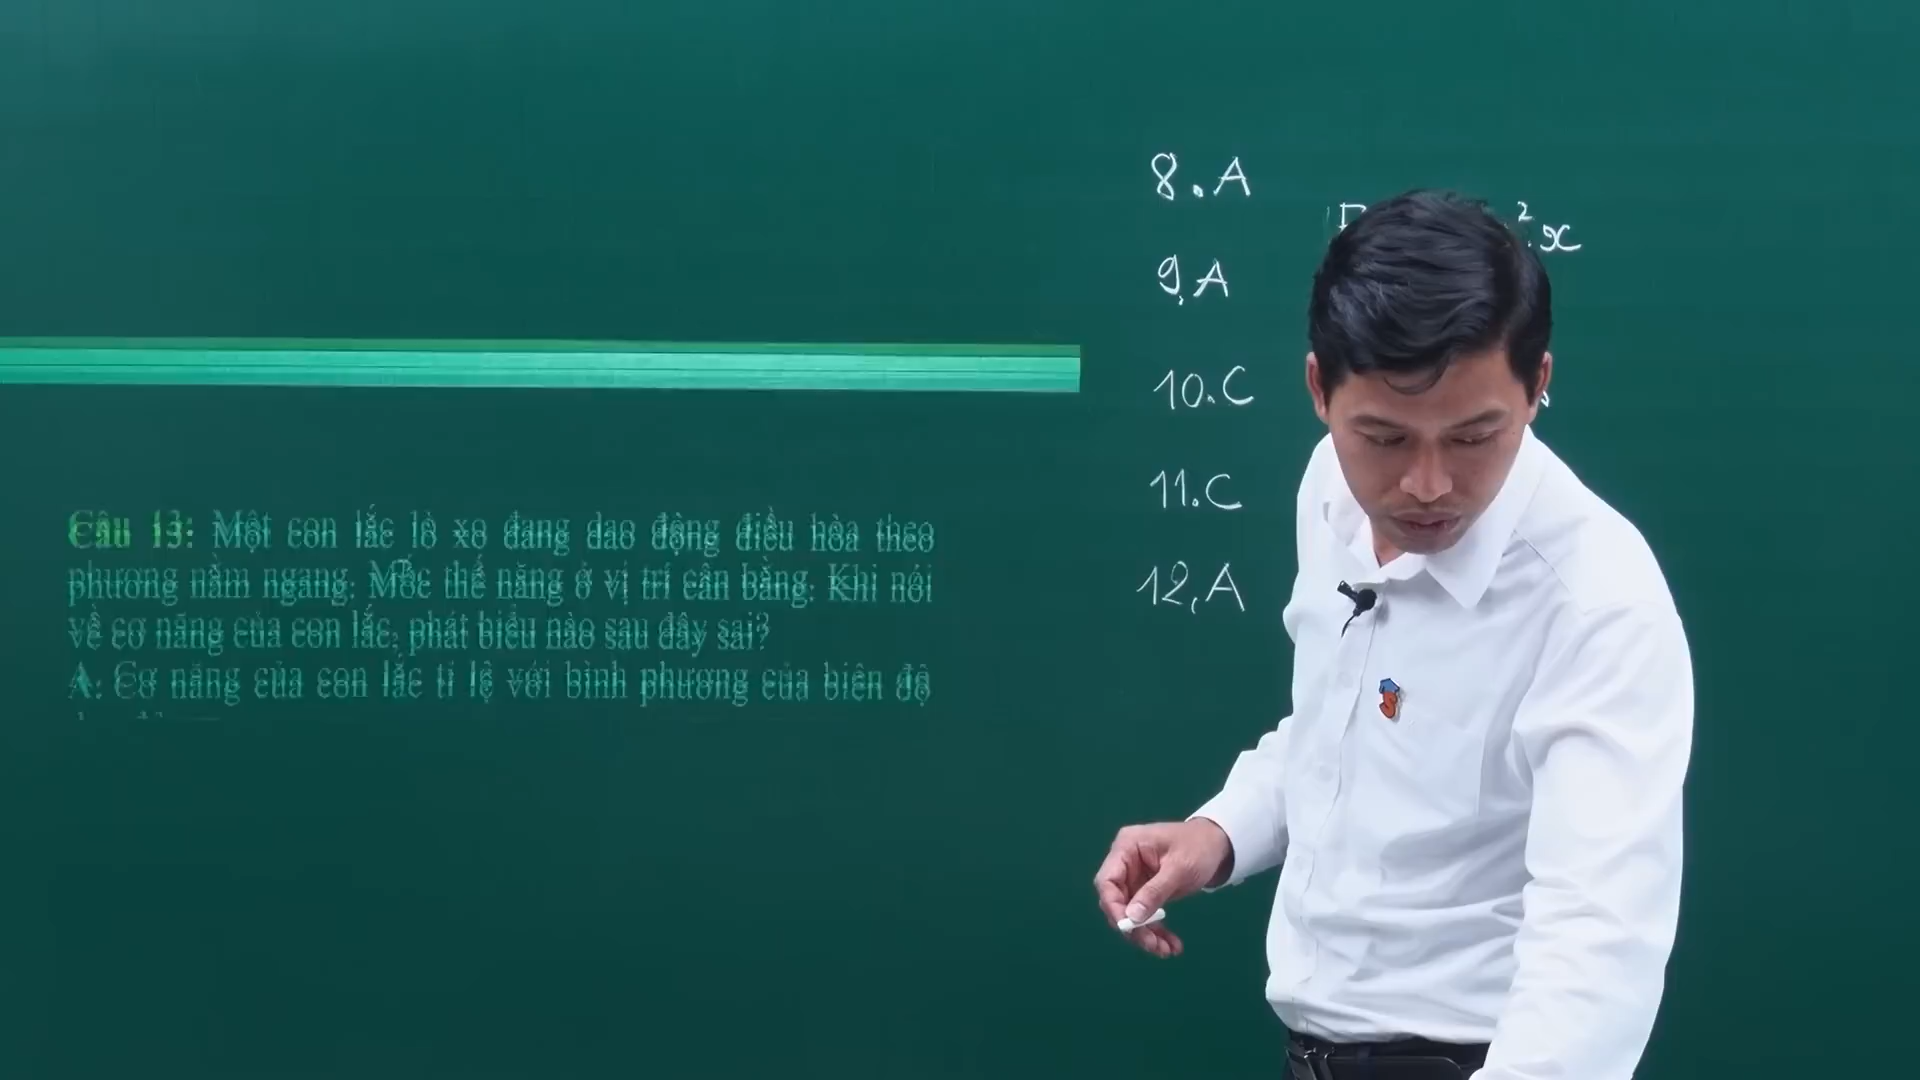 Câu 13: Một con lắc lò xo đang dao động điều hòa theo
phương nằm ngang. Mốc thế năng ở vị trí cân bằng. Khi nói
về cơ năng của con lắc, phát biểu nào sau đây sai?
A. Cơ năng của con lắc tỉ lệ với bình phương của biên độ
8. A
9. A
10. C
11. C
12. A
2
x